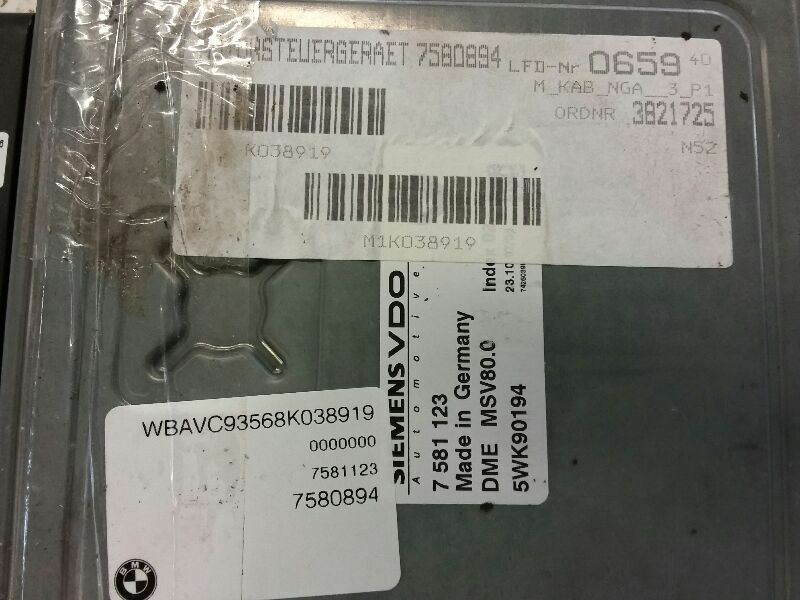 7580894 LFD-Nr 0659 40
M_KAB_NGA__3_P1
ORDNR 3821725
K038919
N52
M1K038919
SIEMENS VDO
Automotive
7 581 123
Made in Germany
DME MSV80.0
5WK90194
WBAVC93568K038919
0000000
7581123
7580894
BMW